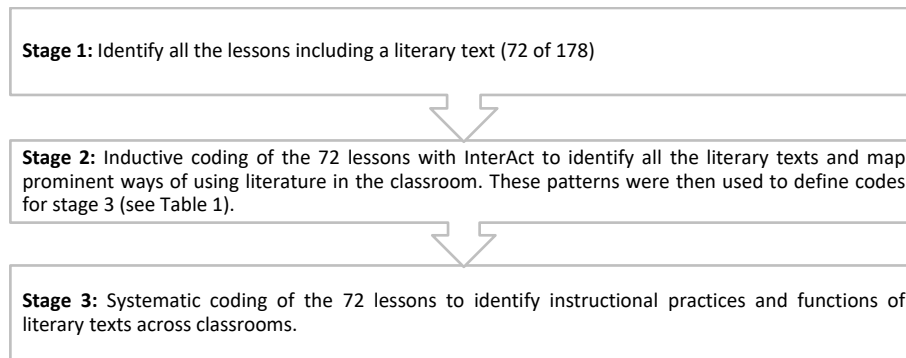 Stage 1: Identify all the lessons including a literary text (72 of 178)
Stage 2: Inductive coding of the 72 lessons with InterAct to identify all the literary texts and map
prominent ways of using literature in the classroom. These patterns were then used to define codes
for stage 3 (see Table 1).
Stage 3: Systematic coding of the 72 lessons to identify instructional practices and functions of
literary texts across classrooms.